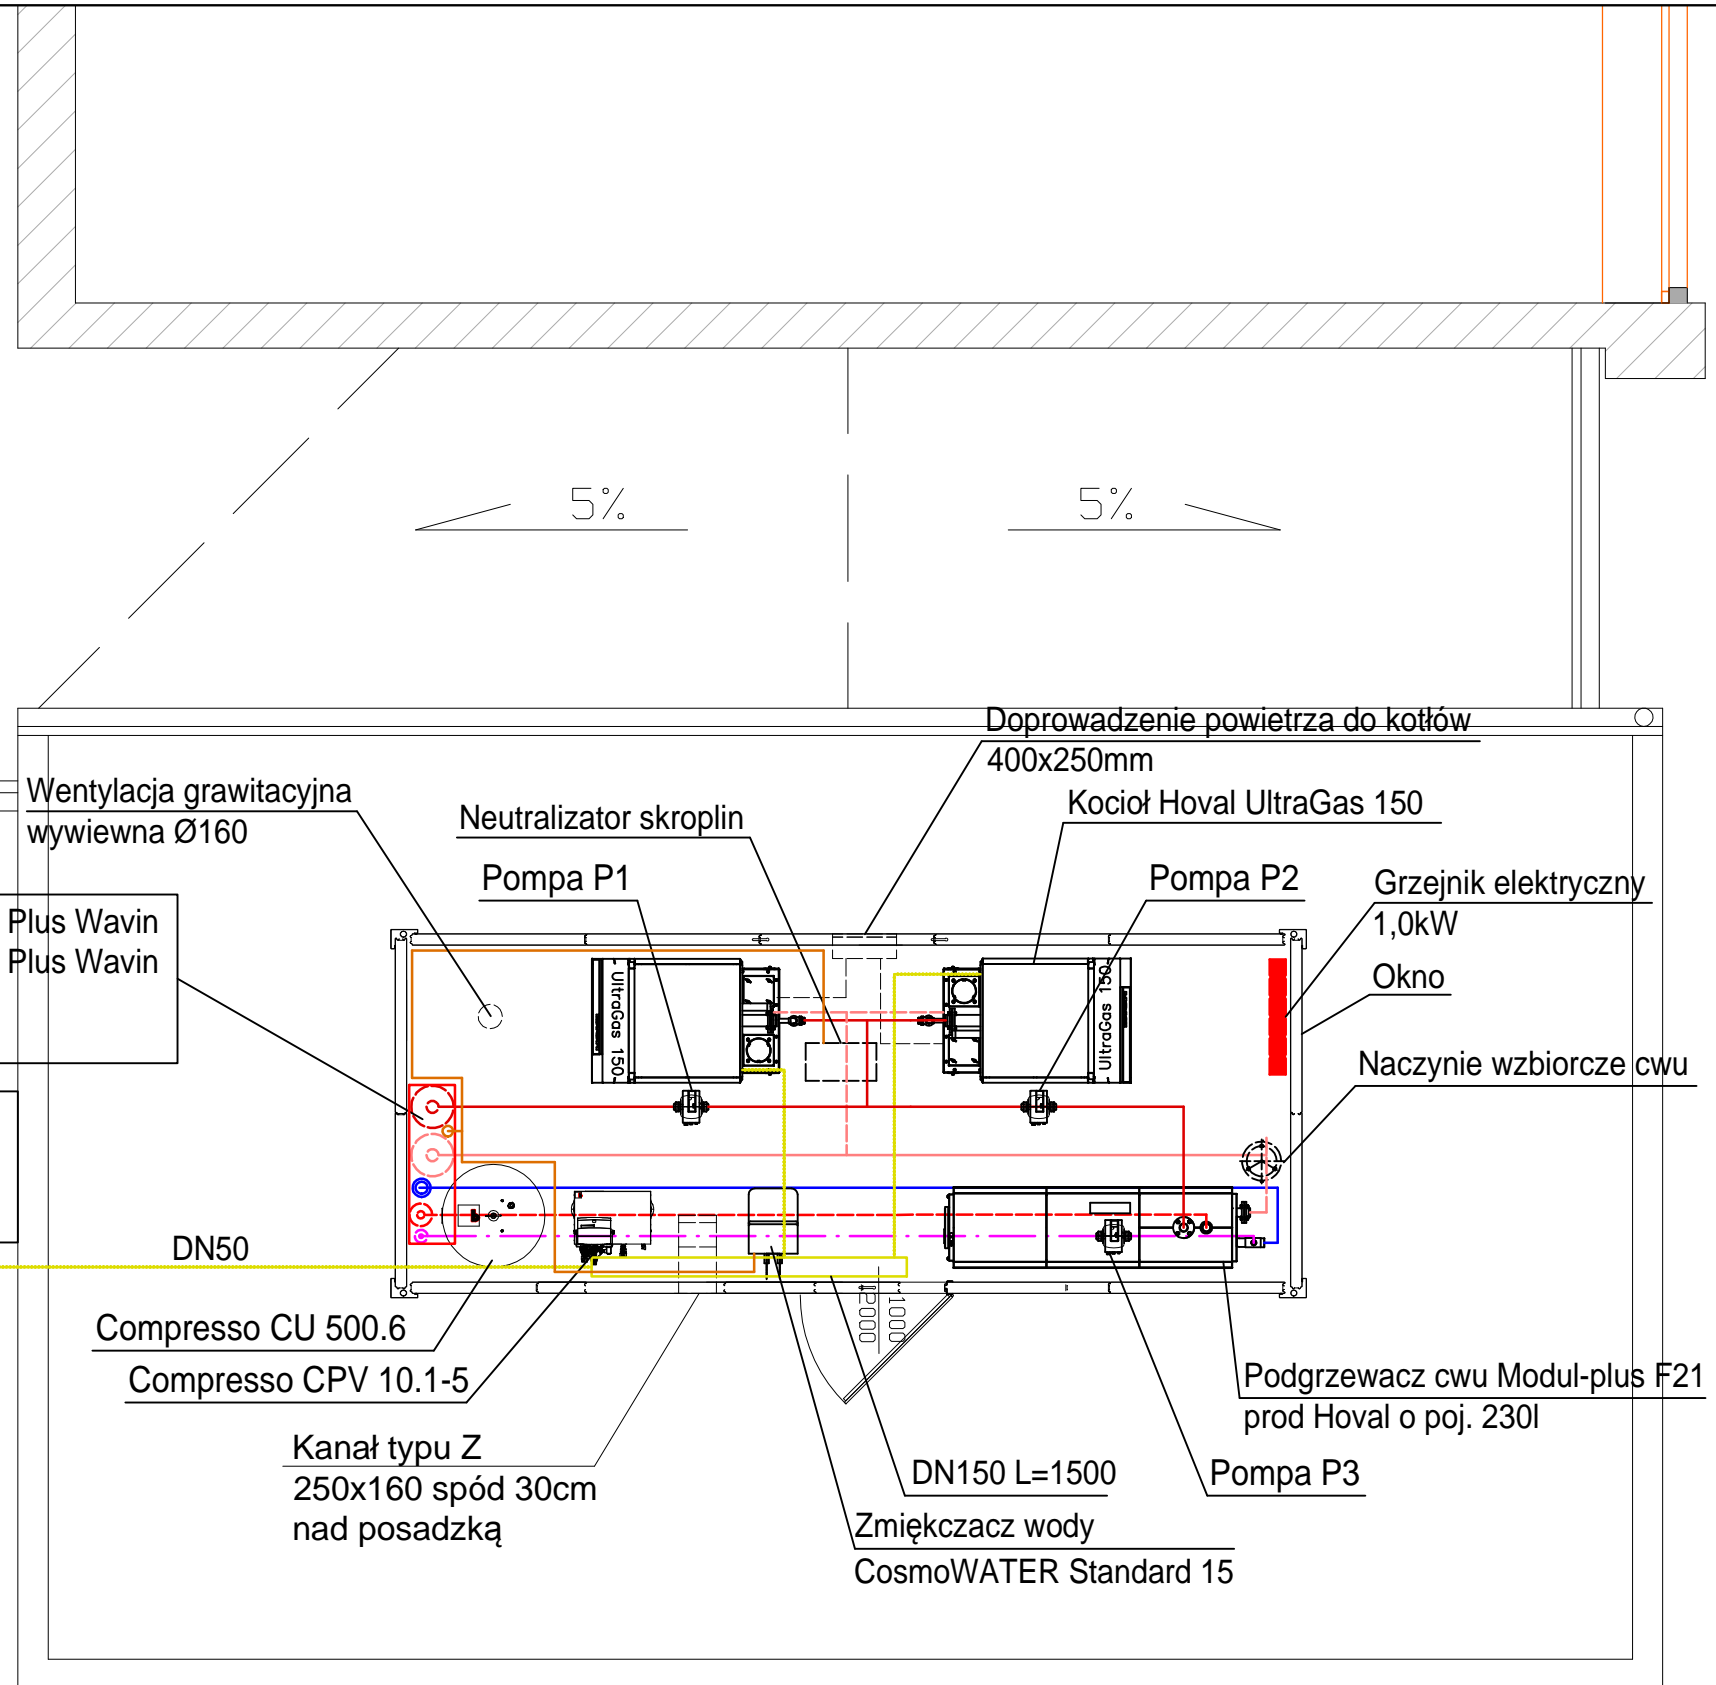 5%
5%
Doprowadzenie powietrza do kotłów
400x250mm
Wentylacja grawitacyjna
wywiewna Ø160
Neutralizator skroplin
Kocioł Hoval UltraGas 150
Pompa P1
Pompa P2
Grzejnik elektryczny
1,0kW
Plus Wavin
Plus Wavin
Okno
UltraGas 150
UltraGas 150
Naczynie wzbiorcze cwu
DN50
1000
2000
Compresso CU 500.6
Compresso CPV 10.1-5
Podgrzewacz cwu Modul-plus F21
prod Hoval o poj. 230l
Kanał typu Z
250x160 spód 30cm
nad posadzką
DN150 L=1500
Pompa P3
Zmiękczacz wody
CosmoWATER Standard 15